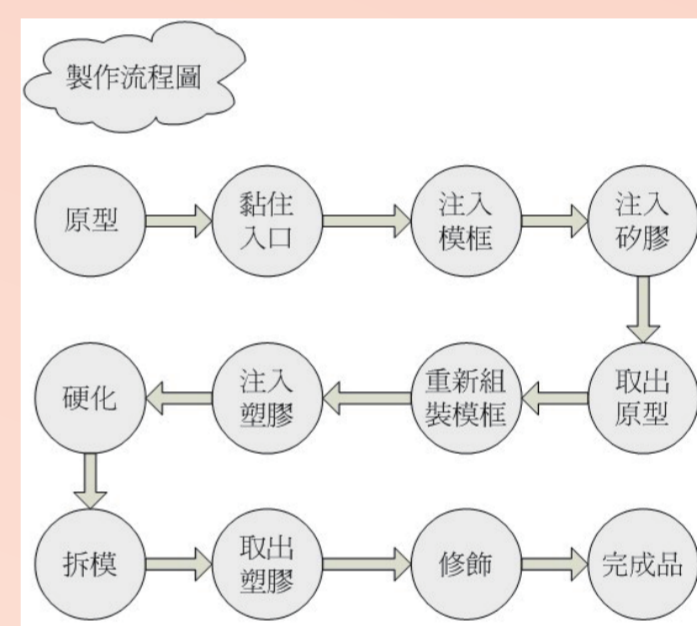 製作流程圖
原型
黏住
入口
注入
模框
注入
矽膠
取出
原型
重新組
裝模框
注入
塑膠
硬化
拆模
取出
塑膠
修飾
完成品